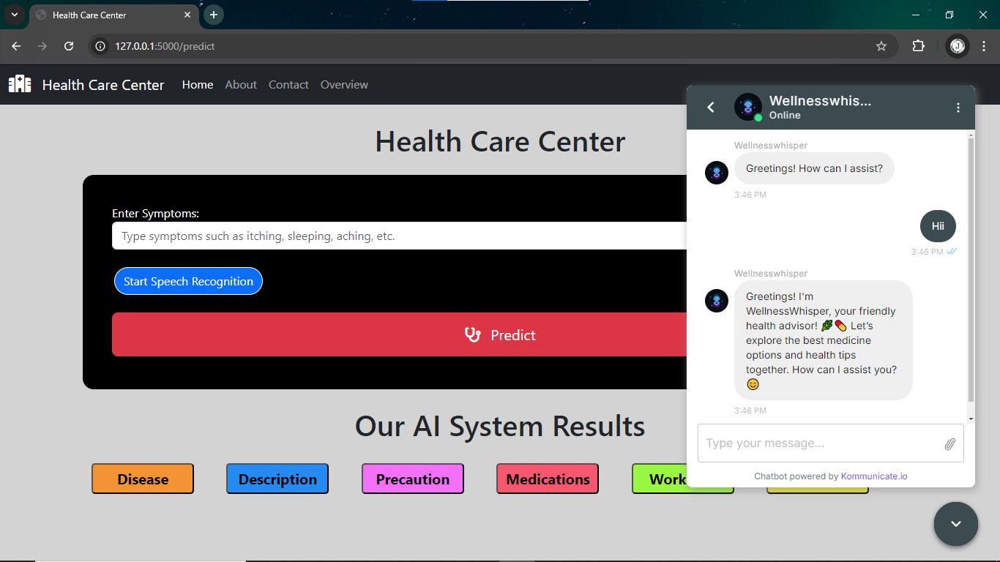 Health Care Center
127.0.0.1:5000/predict
Health Care Center Home About Contact Overview
Health Care Center
Enter Symptoms:
Type symptoms such as itching, sleeping, aching, etc.
Start Speech Recognition
Predict
Our AI System Results
Disease Description Precaution Medications Work
Wellnesswhis...
Online
Wellnesswhisper
Greetings! How can I assist?
3:46 PM
Hii
3:46 PM
Wellnesswhisper
Greetings! I'm
WellnessWhisper, your friendly
health advisor! 🌿💊 Let’s
explore the best medicine
options and health tips
together. How can I assist you?
😊
3:46 PM
Type your message...
Chatbot powered by Kommunicate.io